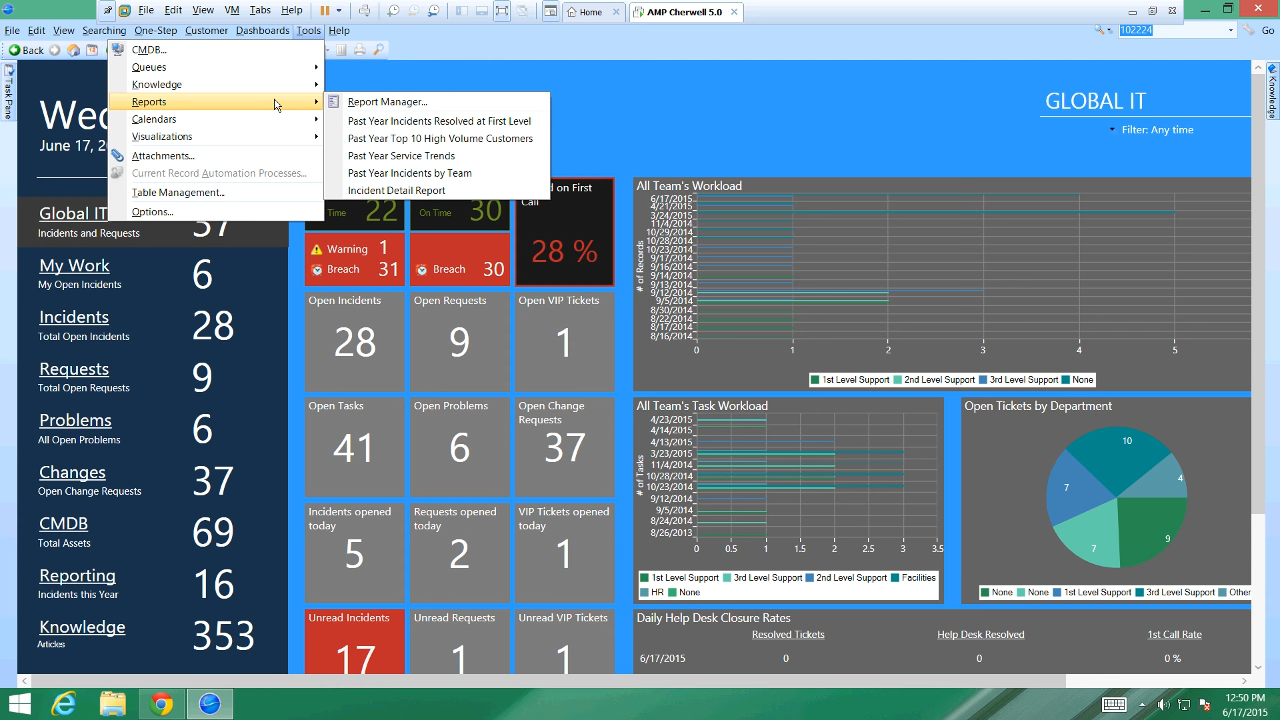 File Edit View VM Tabs Help
Home AMP Cherwell 5.0
File Edit View Searching One-Step Customer Dashboards Tools Help
102224 Go
Back
Task Pane
Knowledge
CMDB...
Queues
Knowledge
Reports
Calendars
Visualizations
Attachments...
Current Record Automation Processes...
Table Management...
Options...
Report Manager...
Past Year Incidents Resolved at First Level
Past Year Top 10 High Volume Customers
Past Year Service Trends
Past Year Incidents by Team
Incident Detail Report
Wed
June 17, 2
GLOBAL IT
Filter: Any time
Global IT 37
Incidents and Requests
My Work 6
My Open Incidents
Incidents 28
Total Open Incidents
Requests 9
Total Open Requests
Problems 6
All Open Problems
Changes 37
Open Change Requests
CMDB 69
Total Assets
Reporting 16
Incidents this Year
Knowledge 353
Articles
Time 22
On Time 30
d on First
Call
28 %
Warning 1
Breach 31
Breach 30
Open Incidents
28
Open Requests
9
Open VIP Tickets
1
Open Tasks
41
Open Problems
6
Open Change
Requests
37
Incidents opened
today
5
Requests opened
today
2
VIP Tickets opened
today
1
Unread Incidents
17
Unread Requests
1
Unread VIP Tickets
1
All Team's Workload
# of Records
6/17/2015
4/21/2015
3/24/2015
11/4/2014
10/29/2014
10/28/2014
10/23/2014
9/17/2014
9/16/2014
9/14/2014
9/13/2014
9/12/2014
9/5/2014
8/30/2014
8/22/2014
8/17/2014
8/16/2014
0 1 2 3 4 5
1st Level Support 2nd Level Support 3rd Level Support None
All Team's Task Workload
# of Tasks
4/23/2015
4/14/2015
4/13/2015
3/23/2015
11/4/2014
10/28/2014
10/23/2014
9/12/2014
9/5/2014
8/24/2014
8/26/2013
0 0.5 1 1.5 2 2.5 3 3.5
1st Level Support 3rd Level Support 2nd Level Support Facilities
HR None
Open Tickets by Department
10
4
7
9
7
None None 1st Level Support 3rd Level Support Other
Daily Help Desk Closure Rates
Resolved Tickets Help Desk Resolved 1st Call Rate
6/17/2015 0 0 0 %
12:50 PM
6/17/2015